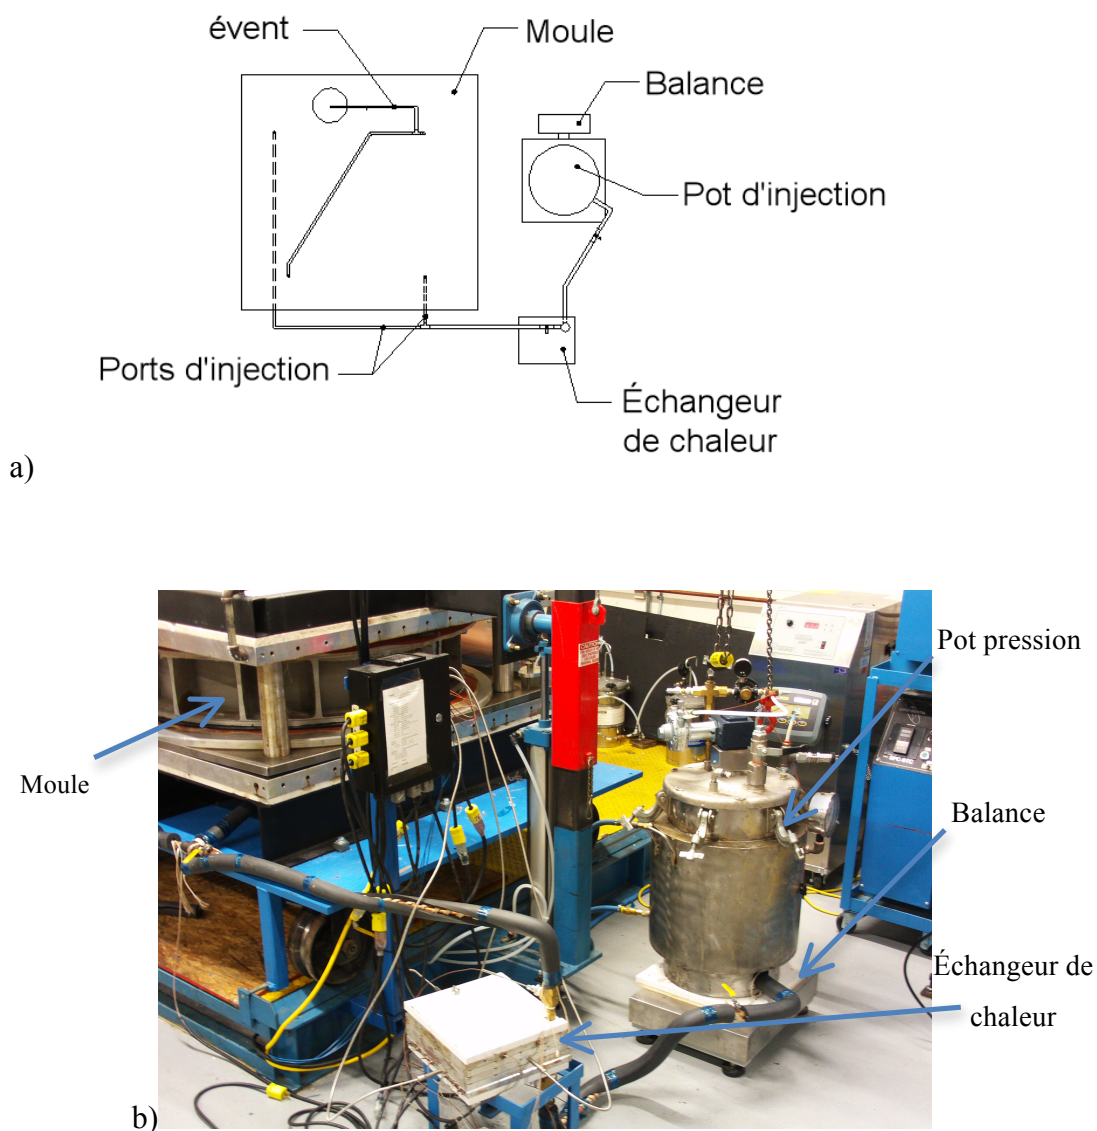 évent
Moule
Balance
Pot d'injection
Ports d'injection
Échangeur
de chaleur
a)
Pot pression
Moule
Balance
Échangeur de
chaleur
b)